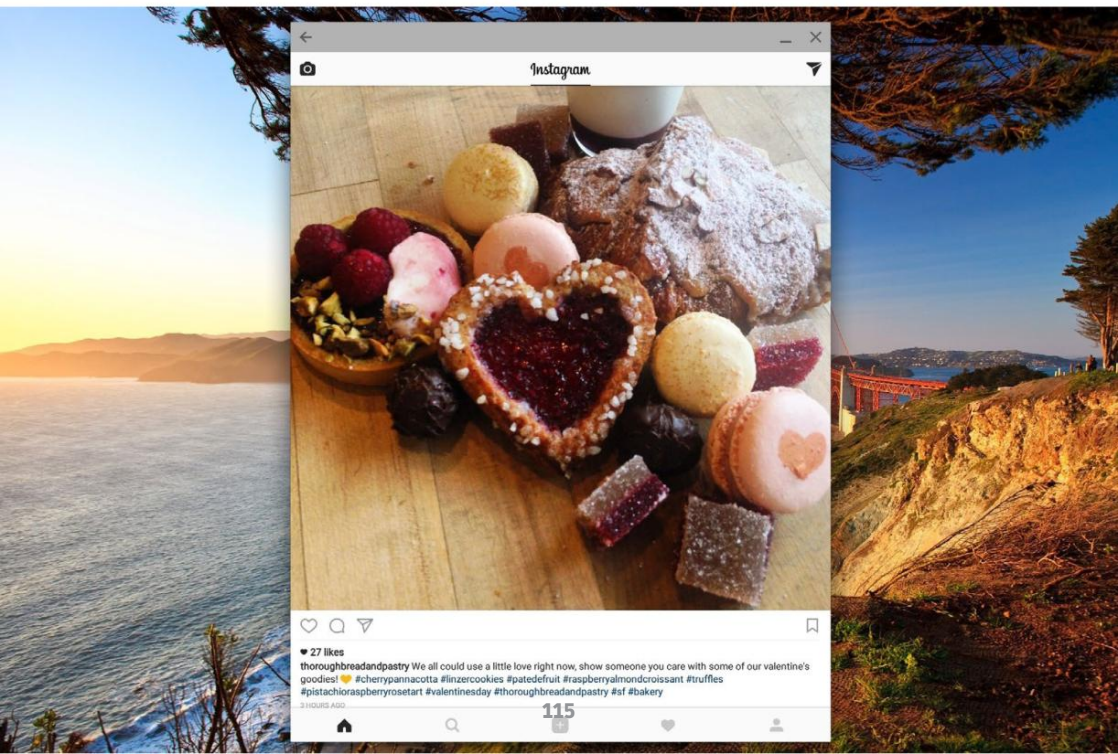 Instagram
27 likes
thoroughbreadandpastry We all could use a little love right now, show someone you care with some of our valentine's
goodies! 💛 #cherrypannacotta #linzercookies #patedefruit #raspberryalmondcroissant #truffles
#pistachioraspberryrosetart #valentinesday #thoroughbreadandpastry #sf #bakery
3 HOURS AGO
115